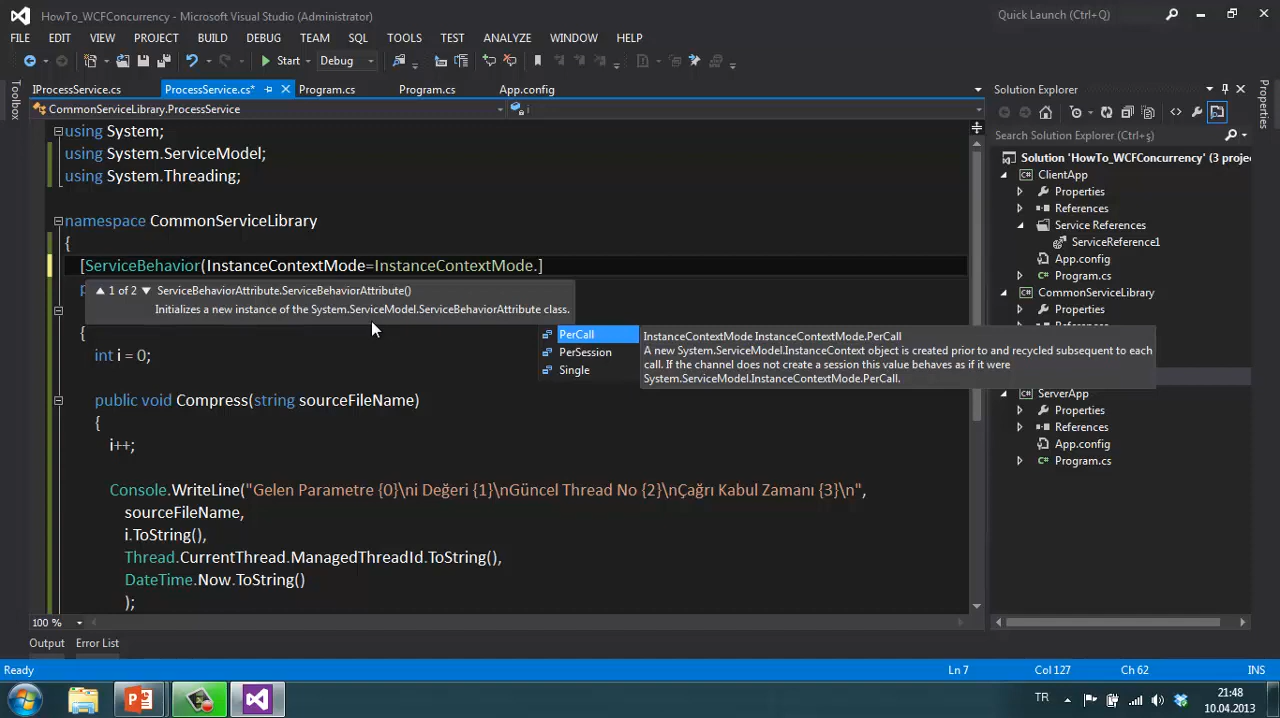 HowTo_WCFConcurrency - Microsoft Visual Studio (Administrator)
Quick Launch (Ctrl+Q)
FILE EDIT VIEW PROJECT BUILD DEBUG TEAM SQL TOOLS TEST ANALYZE WINDOW HELP
Start Debug
Toolbox
IProcessService.cs ProcessService.cs* Program.cs Program.cs App.config
CommonServiceLibrary.ProcessService i
using System;
using System.ServiceModel;
using System.Threading;
namespace CommonServiceLibrary
{
[ServiceBehavior(InstanceContextMode=InstanceContextMode.]
p
1 of 2 ServiceBehaviorAttribute.ServiceBehaviorAttribute()
Initializes a new instance of the System.ServiceModel.ServiceBehaviorAttribute class.
{
PerCall
PerSession
Single
InstanceContextMode InstanceContextMode.PerCall
A new System.ServiceModel.InstanceContext object is created prior to and recycled subsequent to each
call. If the channel does not create a session this value behaves as if it were
System.ServiceModel.InstanceContextMode.PerCall.
int i = 0;
public void Compress(string sourceFileName)
{
i++;
Console.WriteLine("Gelen Parametre {0}\ni Değeri {1}\nGüncel Thread No {2}\nÇağrı Kabul Zamanı {3}\n",
sourceFileName,
i.ToString(),
Thread.CurrentThread.ManagedThreadId.ToString(),
DateTime.Now.ToString()
);
100 %
Solution Explorer
Search Solution Explorer (Ctrl+ş)
Solution 'HowTo_WCFConcurrency' (3 proje
ClientApp
Properties
References
Service References
ServiceReference1
App.config
Program.cs
CommonServiceLibrary
Properties
ServerApp
Properties
References
App.config
Program.cs
Properties
Output Error List
Ready Ln 7 Col 127 Ch 62 INS
TR
21:48
10.04.2013